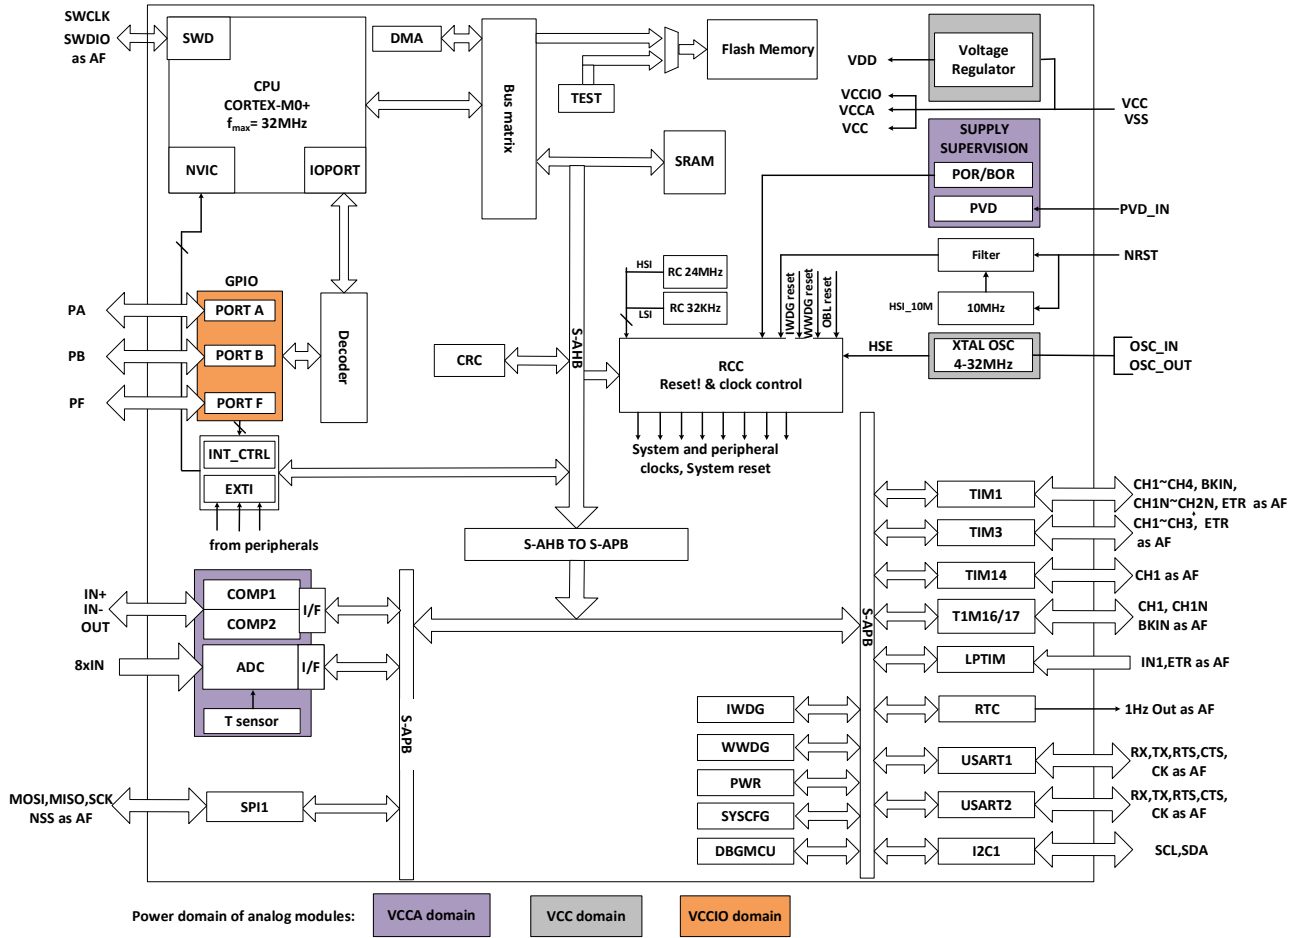 SWCLK
SWDIO
as AF
SWD
CPU
CORTEX-M0+
fmax= 32MHz
NVIC
IOPORT
DMA
Bus matrix
TEST
Flash Memory
SRAM
Voltage
Regulator
VDD
VCCIO
VCCA
VCC
VCC
VSS
SUPPLY
SUPERVISION
POR/BOR
PVD
PVD_IN
Filter
NRST
HSI_10M
10MHz
HSI
RC 24MHz
RC 32KHz
LSI
IWDG reset
WWDG reset
OBL reset
HSE
XTAL OSC
4-32MHz
OSC_IN
OSC_OUT
RCC
Reset! & clock control
System and peripheral
clocks, System reset
GPIO
PA
PORT A
PB
PORT B
PF
PORT F
Decoder
CRC
S-AHB
INT_CTRL
EXTI
from peripherals
S-AHB TO S-APB
IN+
IN-
OUT
COMP1
COMP2
I/F
8xIN
ADC
I/F
T sensor
S-APB
MOSI,MISO,SCK
NSS as AF
SPI1
S-APB
IWDG
WWDG
PWR
SYSCFG
DBGMCU
TIM1
CH1~CH4, BKIN,
CH1N~CH2N, ETR as AF
TIM3
CH1~CH3, ETR
as AF
TIM14
CH1 as AF
T1M16/17
CH1, CH1N
BKIN as AF
LPTIM
IN1,ETR as AF
RTC
1Hz Out as AF
USART1
RX,TX,RTS,CTS,
CK as AF
USART2
RX,TX,RTS,CTS,
CK as AF
I2C1
SCL,SDA
Power domain of analog modules:
VCCA domain
VCC domain
VCCIO domain